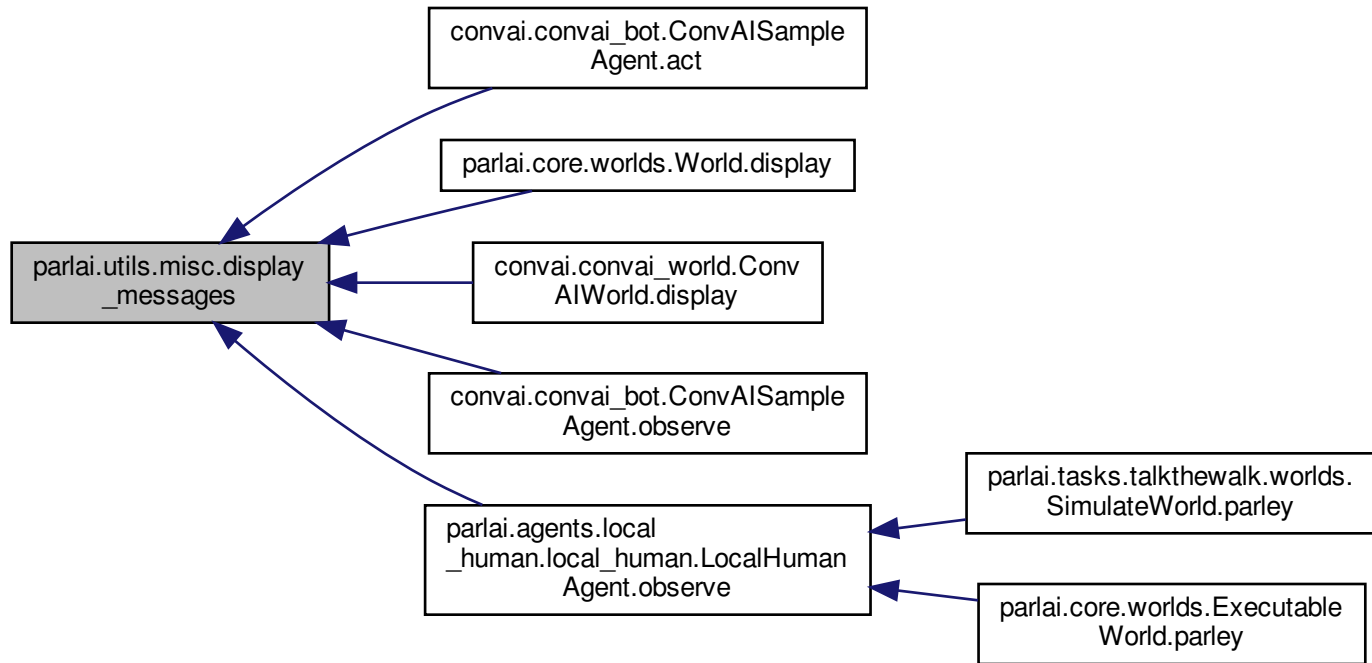 convai.convai_bot.ConvAISample
Agent.act
parlai.core.worlds.World.display
parlai.utils.misc.display
_messages
convai.convai_world.Conv
AIWorld.display
convai.convai_bot.ConvAISample
Agent.observe
parlai.agents.local
_human.local_human.LocalHuman
Agent.observe
parlai.tasks.talkthewalk.worlds.
SimulateWorld.parley
parlai.core.worlds.Executable
World.parley